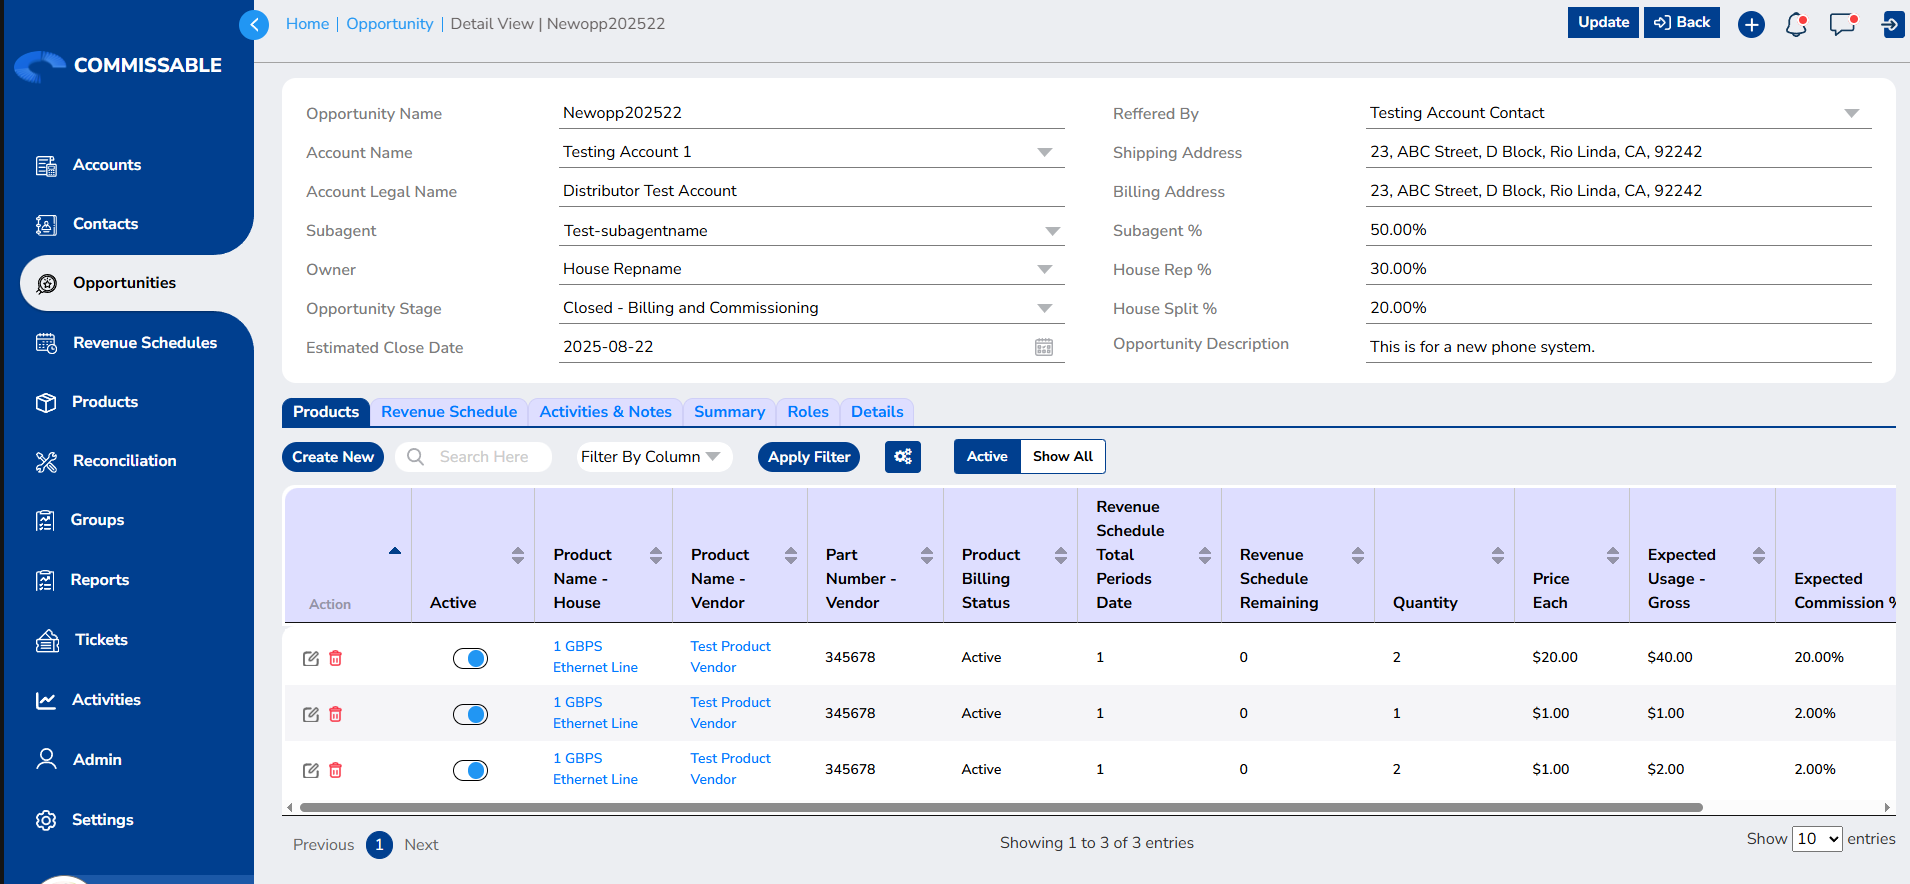 Home | Opportunity | Detail View | Newopp202522
Update
Back
COMMISSABLE
Accounts
Contacts
Opportunities
Revenue Schedules
Products
Reconciliation
Groups
Reports
Tickets
Activities
Admin
Settings
Opportunity Name Newopp202522
Account Name Testing Account 1
Account Legal Name Distributor Test Account
Subagent Test-subagentname
Owner House Repname
Opportunity Stage Closed - Billing and Commissioning
Estimated Close Date 2025-08-22
Reffered By Testing Account Contact
Shipping Address 23, ABC Street, D Block, Rio Linda, CA, 92242
Billing Address 23, ABC Street, D Block, Rio Linda, CA, 92242
Subagent % 50.00%
House Rep % 30.00%
House Split % 20.00%
Opportunity Description This is for a new phone system.
Products Revenue Schedule Activities & Notes Summary Roles Details
Create New Search Here Filter By Column Apply Filter Active Show All
Action
Active
Product
Name -
House
Product
Name -
Vendor
Part
Number -
Vendor
Product
Billing
Status
Revenue
Schedule
Total
Periods
Date
Revenue
Schedule
Remaining
Quantity
Price
Each
Expected
Usage -
Gross
Expected
Commission %
1 GBPS
Ethernet Line
Test Product
Vendor
345678 Active 1 0 2 $20.00 $40.00 20.00%
1 GBPS
Ethernet Line
Test Product
Vendor
345678 Active 1 0 1 $1.00 $1.00 2.00%
1 GBPS
Ethernet Line
Test Product
Vendor
345678 Active 1 0 2 $1.00 $2.00 2.00%
Previous 1 Next
Showing 1 to 3 of 3 entries
Show 10 entries